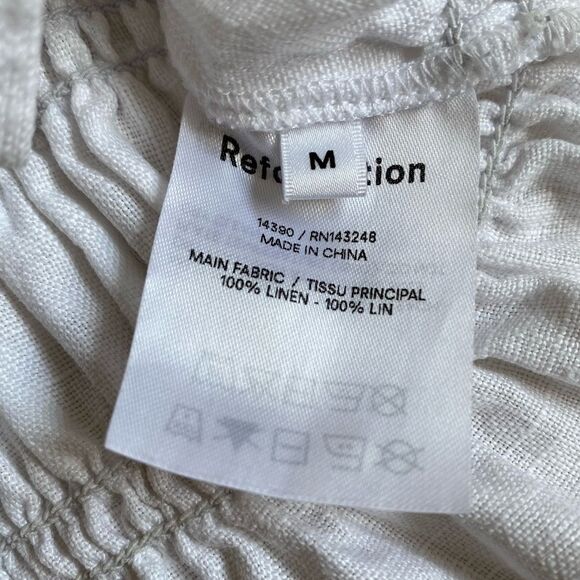 Refo tion
M
14390 / RN143248
MADE IN CHINA
MAIN FABRIC / TISSU PRINCIPAL
100% LINEN - 100% LIN